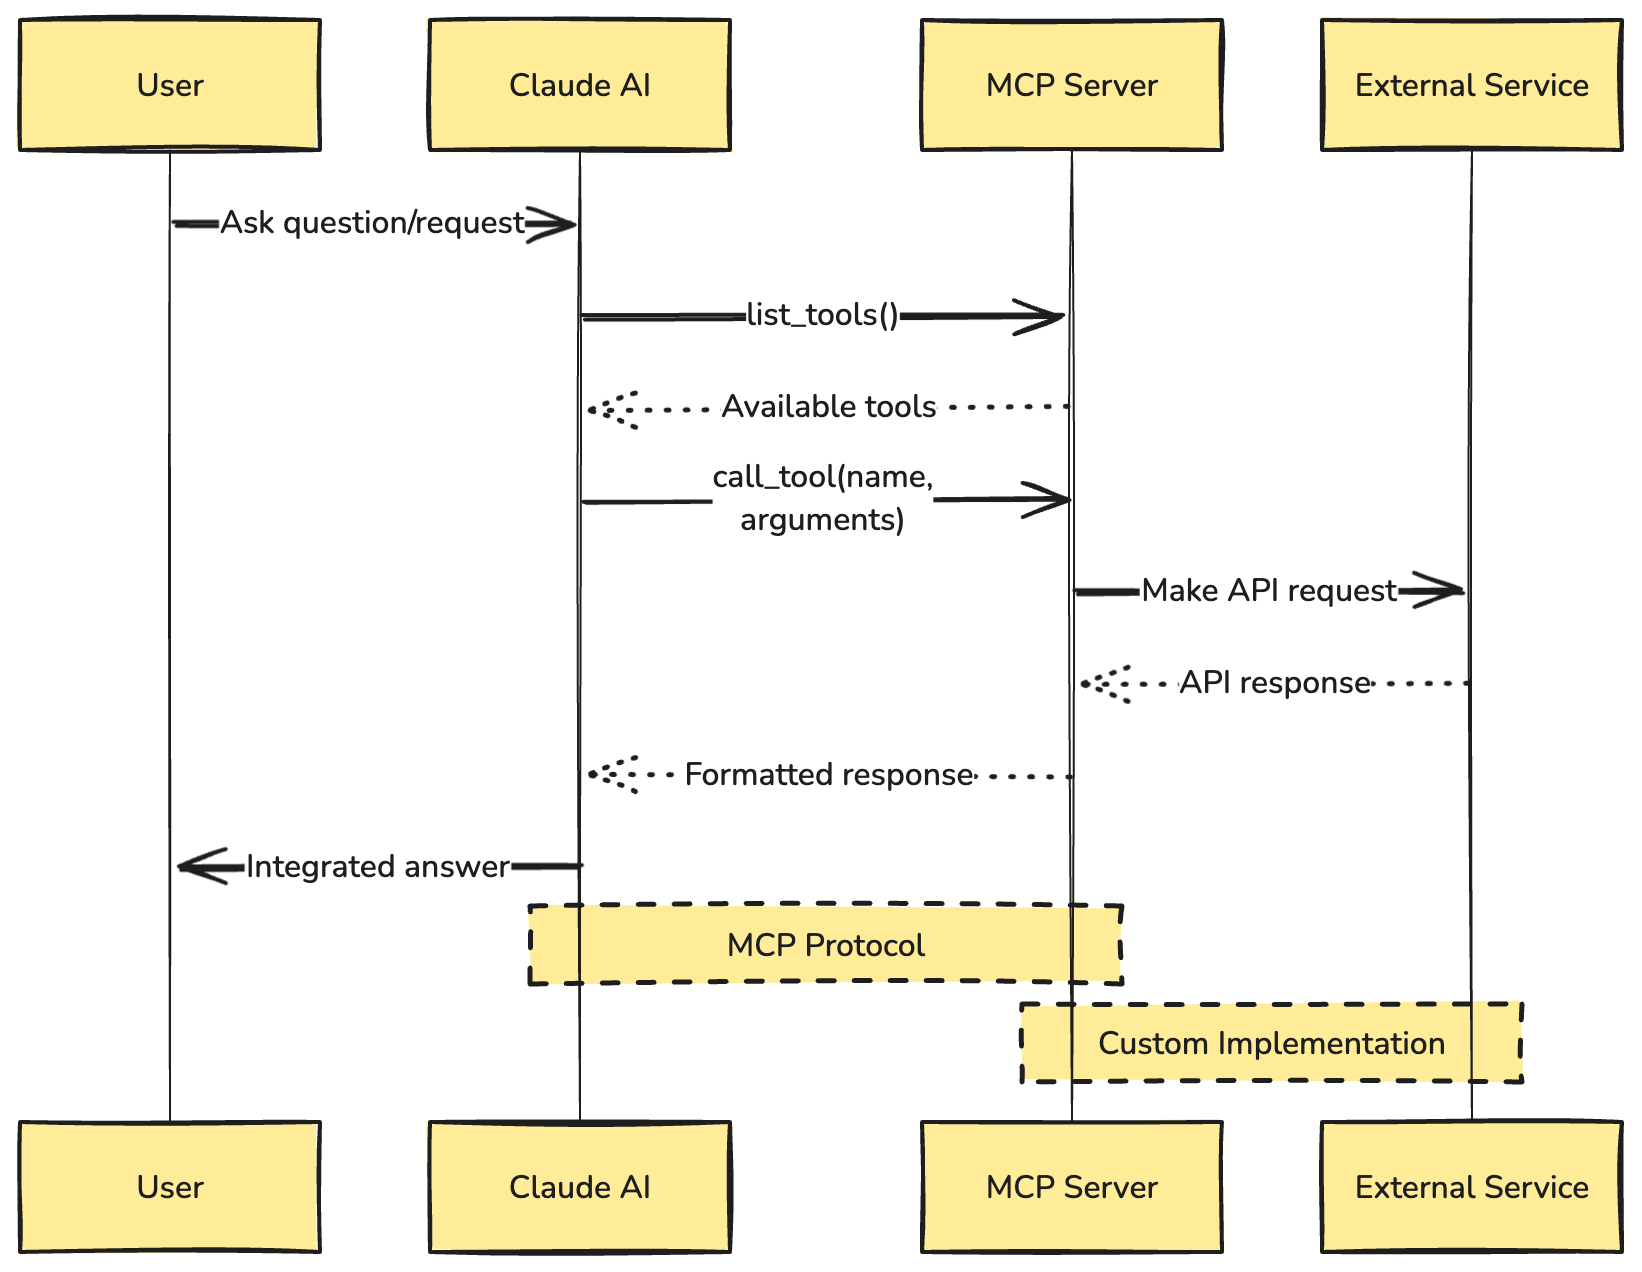 User
Claude AI
MCP Server
External Service
Ask question/request
list_tools()
Available tools
call_tool(name,
arguments)
Make API request
API response
Formatted response
Integrated answer
MCP Protocol
Custom Implementation
User
Claude AI
MCP Server
External Service